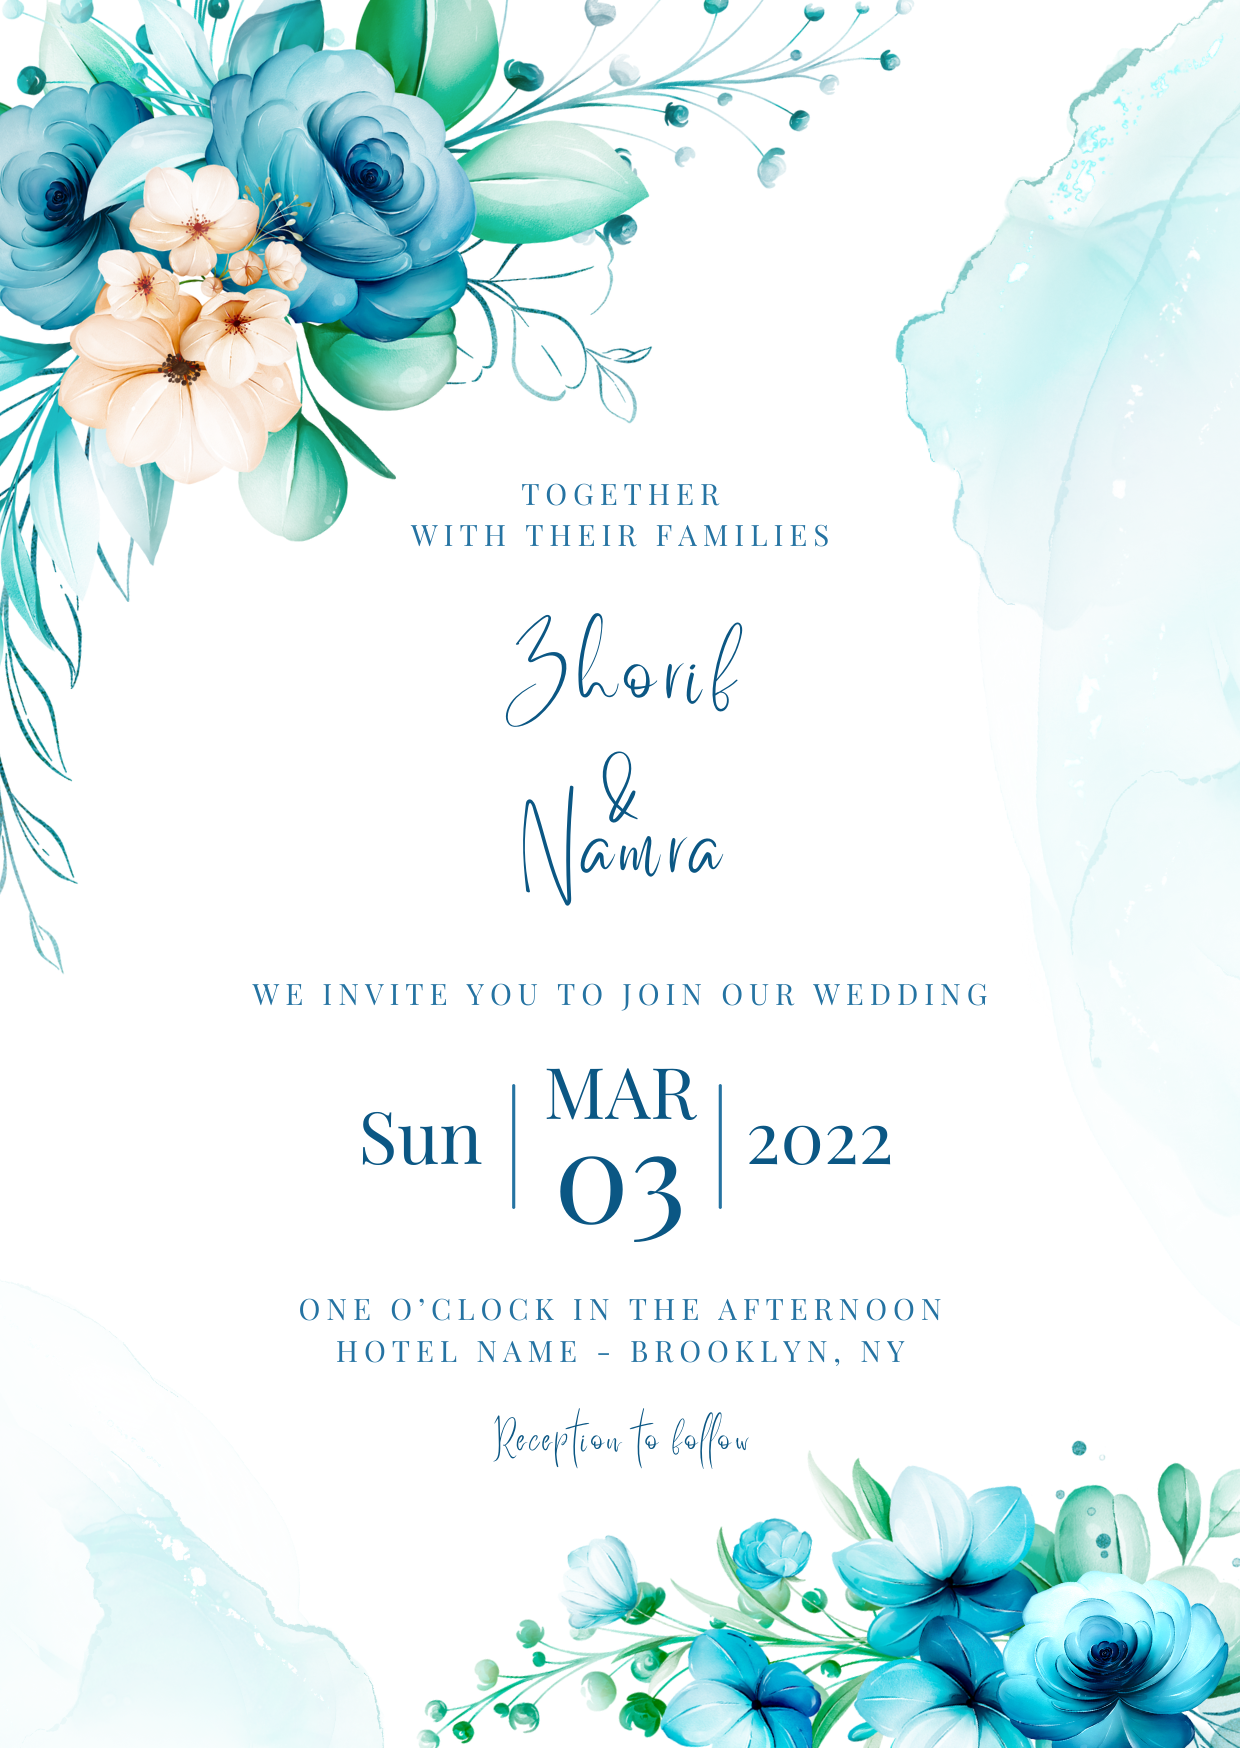 TOGETHER
WITH THEIR FAMILIES
Zhorif
&
Namra
WE INVITE YOU TO JOIN OUR WEDDING
MAR
Sun
03
2022
ONE O’CLOCK IN THE AFTERNOON
HOTEL NAME - BROOKLYN, NY
Reception to follow